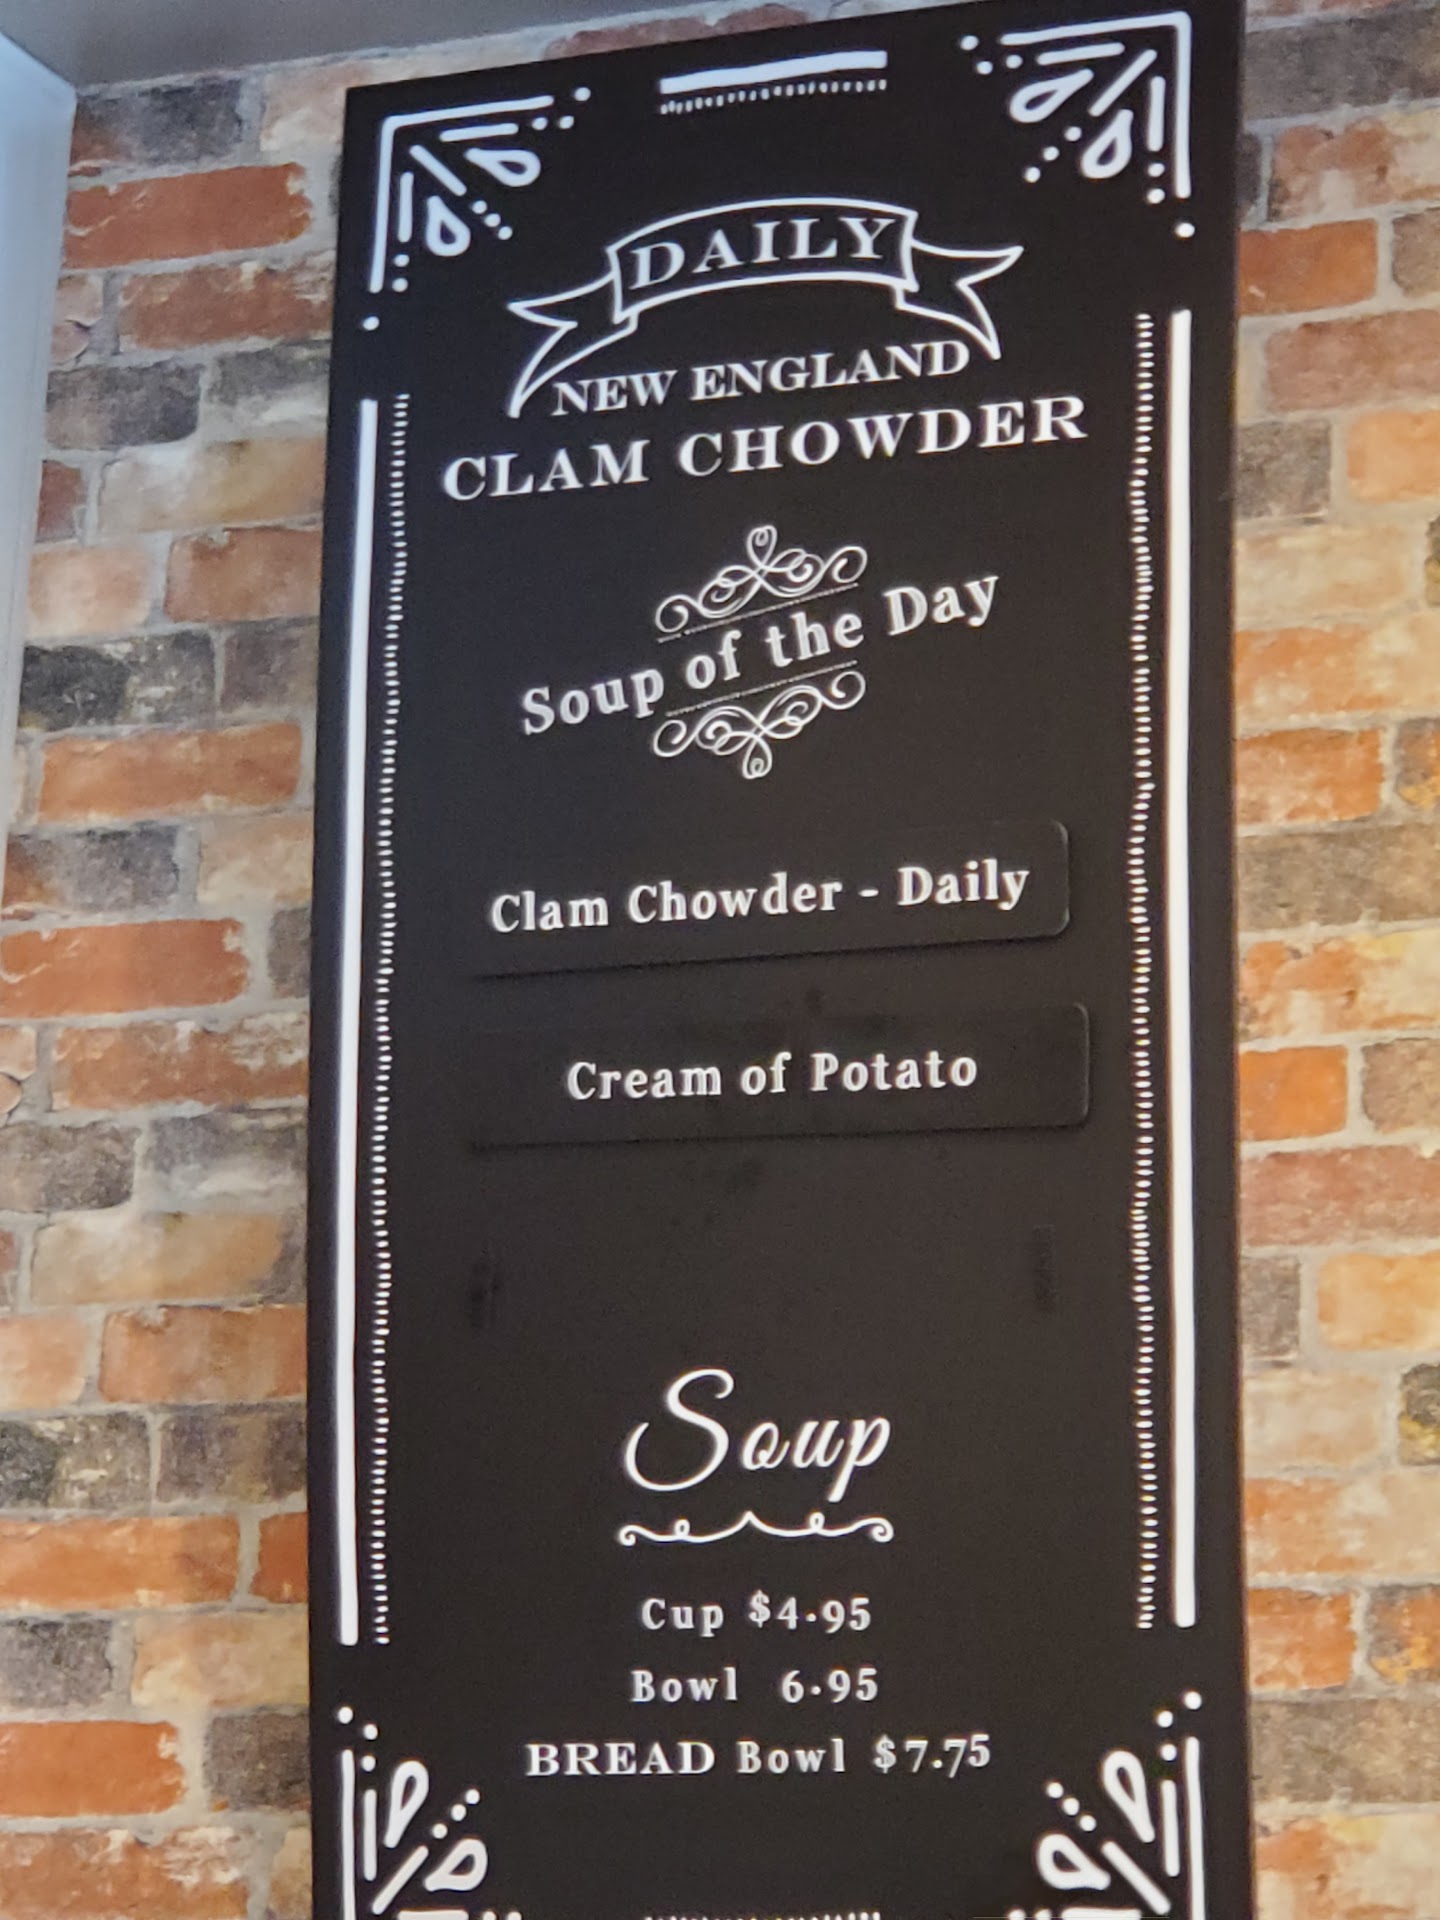 DAILY
NEW ENGLAND
CLAM CHOWDER
Soup of the Day
Clam Chowder - Daily
Cream of Potato
Soup
Cup $4.95
Bowl 6.95
BREAD Bowl $7.75